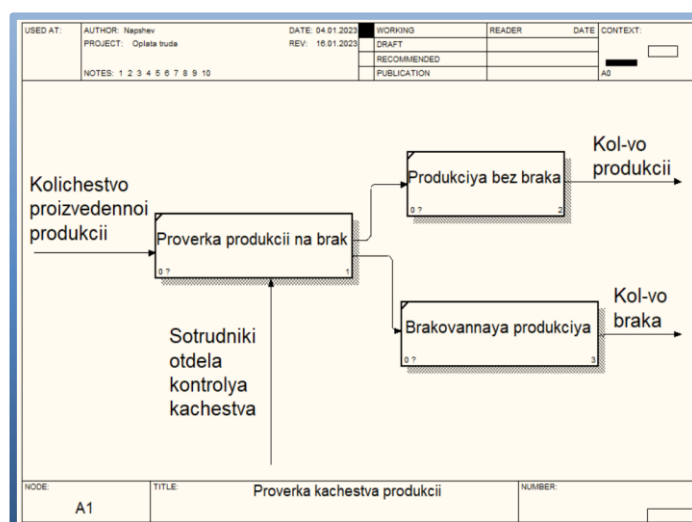 USED AT:
AUTHOR: Napshev
DATE: 04.01.2023
WORKING
READER
DATE
CONTEXT:
PROJECT: Oplata truda
REV: 16.01.2023
DRAFT
RECOMMENDED
NOTES: 1 2 3 4 5 6 7 8 9 10
PUBLICATION
A0
Kolichestvo
proizvedennoi
produkcii
Proverka produkcii na brak
0 ?
1
Sotrudniki
otdela
kontrolya
kachestva
Produkciya bez braka
0 ?
2
Kol-vo
produkcii
Brakovannaya produkciya
0 ?
3
Kol-vo
braka
NODE:
A1
TITLE:
Proverka kachestva produkcii
NUMBER: